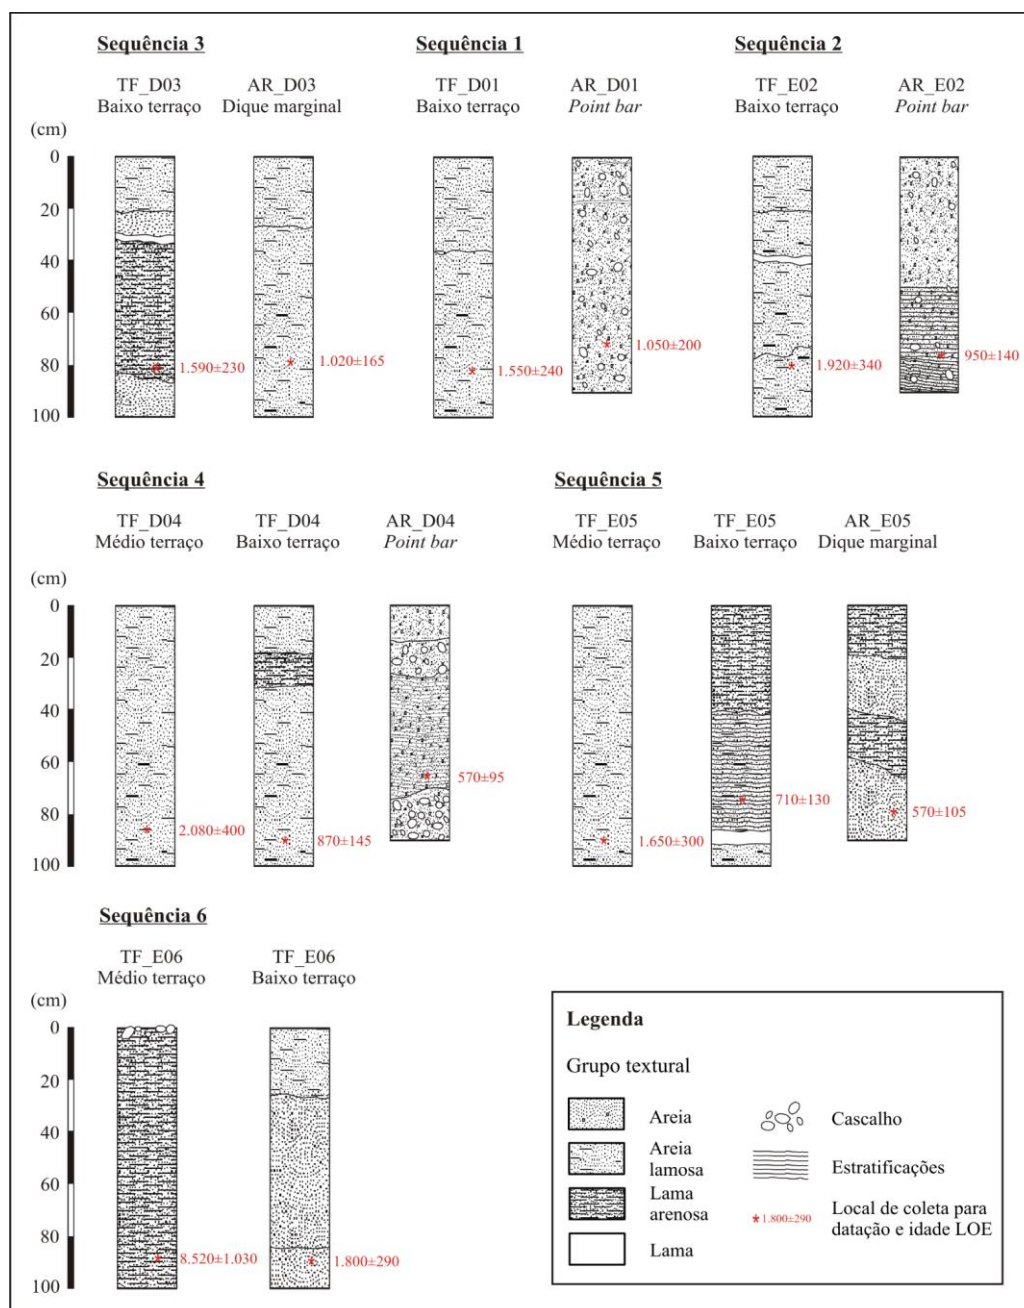 Sequência 3
Sequência 1
Sequência 2
TF_D03
AR_D03
TF_D01
AR_D01
TF_E02
AR_E02
Baixo terraço
Dique marginal
Baixo terraço
Point bar
Baixo terraço
Point bar
(cm)
0
20
40
60
80
100
1.590±230
1.020±165
1.550±240
1.050±200
1.920±340
950±140
Sequência 4
Sequência 5
TF_D04
TF_D04
AR_D04
TF_E05
TF_E05
AR_E05
Médio terraço
Baixo terraço
Point bar
Médio terraço
Baixo terraço
Dique marginal
(cm)
0
20
40
60
80
100
2.080±400
870±145
570±95
1.650±300
710±130
570±105
Sequência 6
TF_E06
TF_E06
Médio terraço
Baixo terraço
(cm)
0
20
40
60
80
100
8.520±1.030
1.800±290
Legenda
Grupo textural
Areia
Areia
lamosa
Lama
arenosa
Lama
Cascalho
Estratificações
* 1.800±290
Local de coleta para
datação e idade LOE